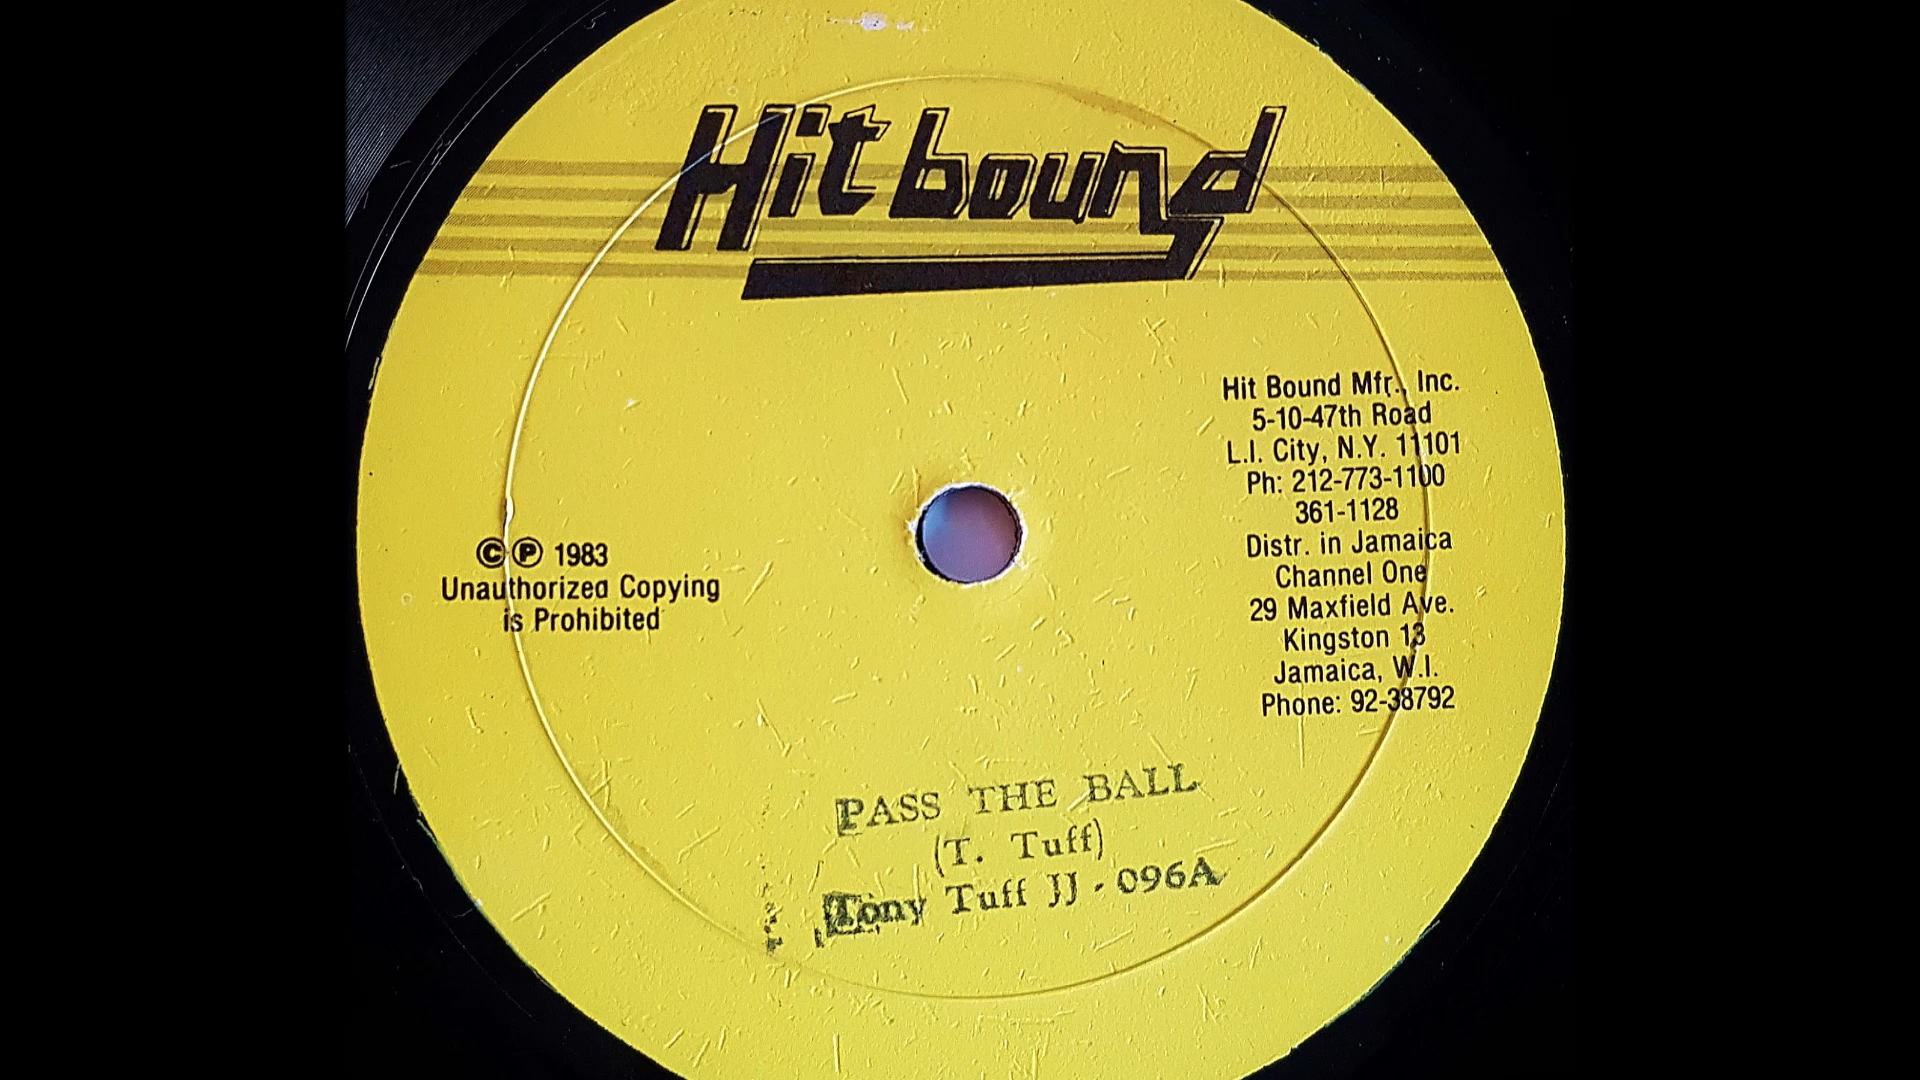 Hit bound
Hit Bound Mfr., Inc.
5-10-47th Road
L.I. City, N.Y. 11101
Ph: 212-773-1100
361-1128
Distr. in Jamaica
Channel One
29 Maxfield Ave.
Kingston 13
Jamaica, W.I.
Phone: 92-38792
© ℗ 1983
Unauthorized Copying
is Prohibited
PASS THE BALL
(T. Tuff)
Tony Tuff JJ - 096A